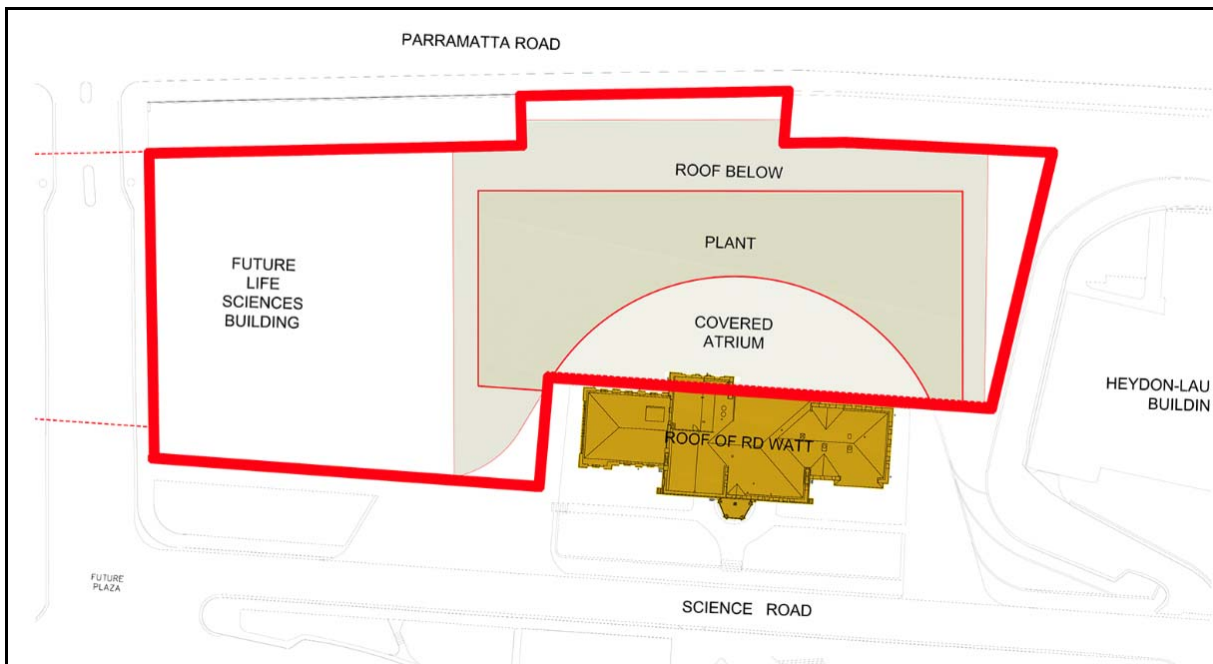 PARRAMATTA ROAD
ROOF BELOW
PLANT
FUTURE
LIFE
SCIENCES
BUILDING
COVERED
ATRIUM
HEYDON-LAU
BUILDIN
ROOF OF RD WATT
FUTURE
PLAZA
SCIENCE ROAD